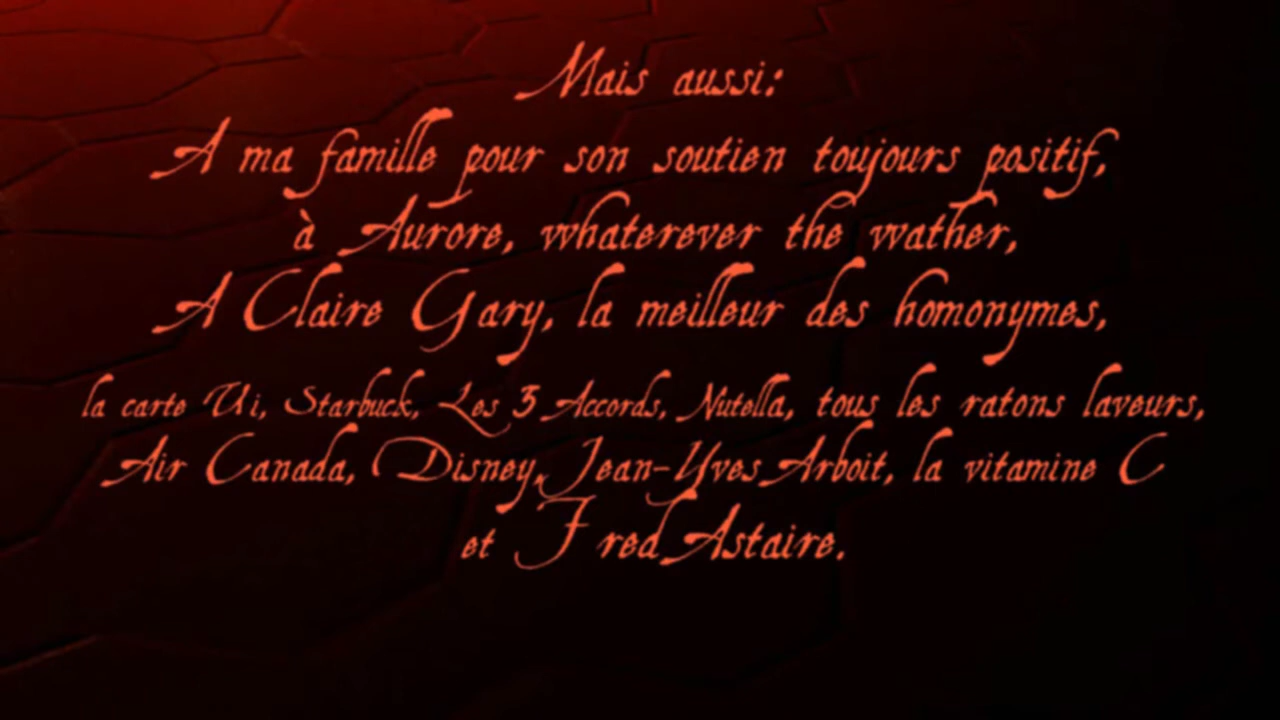 Mais aussi:
A ma famille pour son soutien toujours positif,
à Aurore, whaterever the wather,
A Claire Gary, la meilleur des homonymes,
la carte Ui, Starbuck, Les 3 Accords, Nutella, tous les ratons laveurs,
Air Canada, Disney, Jean-Yves Arboit, la vitamine C
et Fred Astaire.